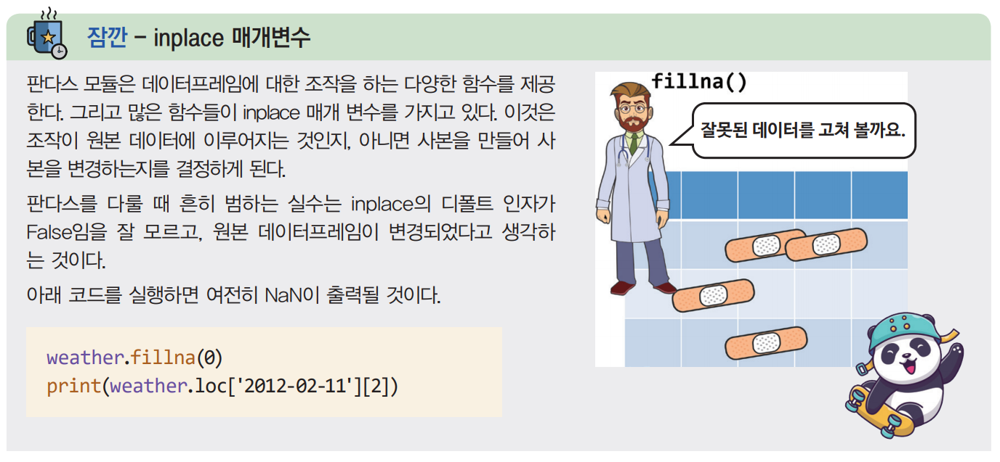 잠깐 – inplace 매개변수
판다스 모듈은 데이터프레임에 대한 조작을 하는 다양한 함수를 제공
한다. 그리고 많은 함수들이 inplace 매개 변수를 가지고 있다. 이것은
조작이 원본 데이터에 이루어지는 것인지, 아니면 사본을 만들어 사
본을 변경하는지를 결정하게 된다.
판다스를 다룰 때 흔히 범하는 실수는 inplace의 디폴트 인자가
False임을 잘 모르고, 원본 데이터프레임이 변경되었다고 생각하
는 것이다.
아래 코드를 실행하면 여전히 NaN이 출력될 것이다.
weather.fillna(0)
print(weather.loc['2012-02-11'][2])
fillna()
잘못된 데이터를 고쳐 볼까요.